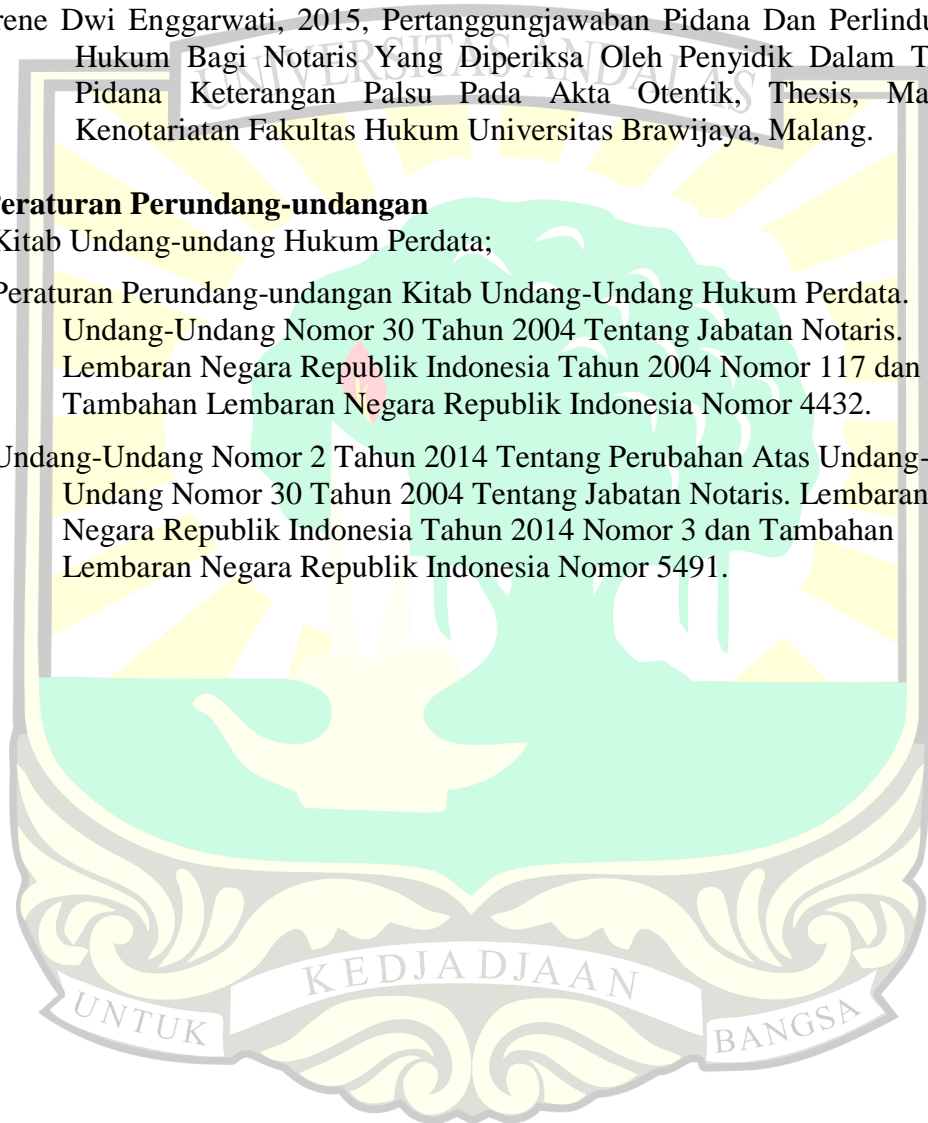 rene Dwi Enggarwati, 2015, Pertanggungjawaban Pidana Dan Perlindu
Hukum Bagi Notaris Yang Diperiksa Oleh Penyidik Dalam T
Pidana Keterangan Palsu Pada Akta Otentik, Thesis, Ma
Kenotariatan Fakultas Hukum Universitas Brawijaya, Malang.
UNIVERSITAS ANDALAS
Peraturan Perundang-undangan
Kitab Undang-undang Hukum Perdata;
Peraturan Perundang-undangan Kitab Undang-Undang Hukum Perdata.
Undang-Undang Nomor 30 Tahun 2004 Tentang Jabatan Notaris.
Lembaran Negara Republik Indonesia Tahun 2004 Nomor 117 dan
Tambahan Lembaran Negara Republik Indonesia Nomor 4432.
Undang-Undang Nomor 2 Tahun 2014 Tentang Perubahan Atas Undang-
Undang Nomor 30 Tahun 2004 Tentang Jabatan Notaris. Lembaran
Negara Republik Indonesia Tahun 2014 Nomor 3 dan Tambahan
Lembaran Negara Republik Indonesia Nomor 5491.
UNTUK KEDJADJAAN BANGSA